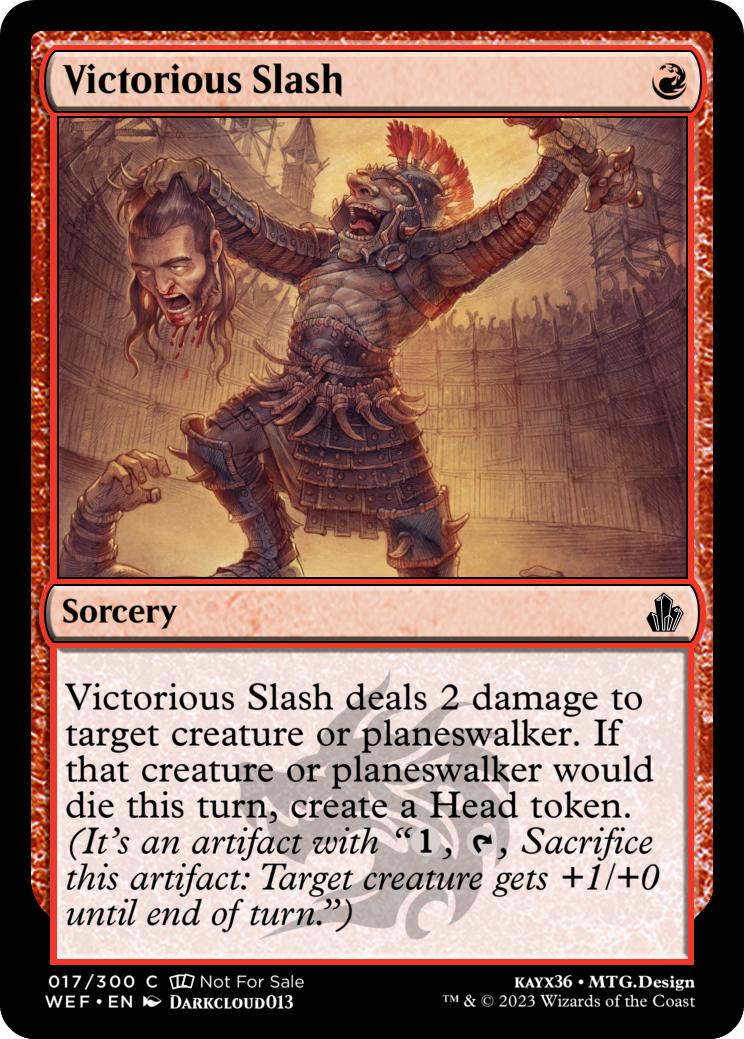 Victorious Slash
Sorcery
Victorious Slash deals 2 damage to
target creature or planeswalker. If
that creature or planeswalker would
die this turn, create a Head token.
(It's an artifact with “1, , Sacrifice
this artifact: Target creature gets +1/+0
until end of turn.”)
017/300 C Not For Sale
KAYX36 • MTG.Design
WEF • EN DARKCLOUD013
™ & © 2023 Wizards of the Coast